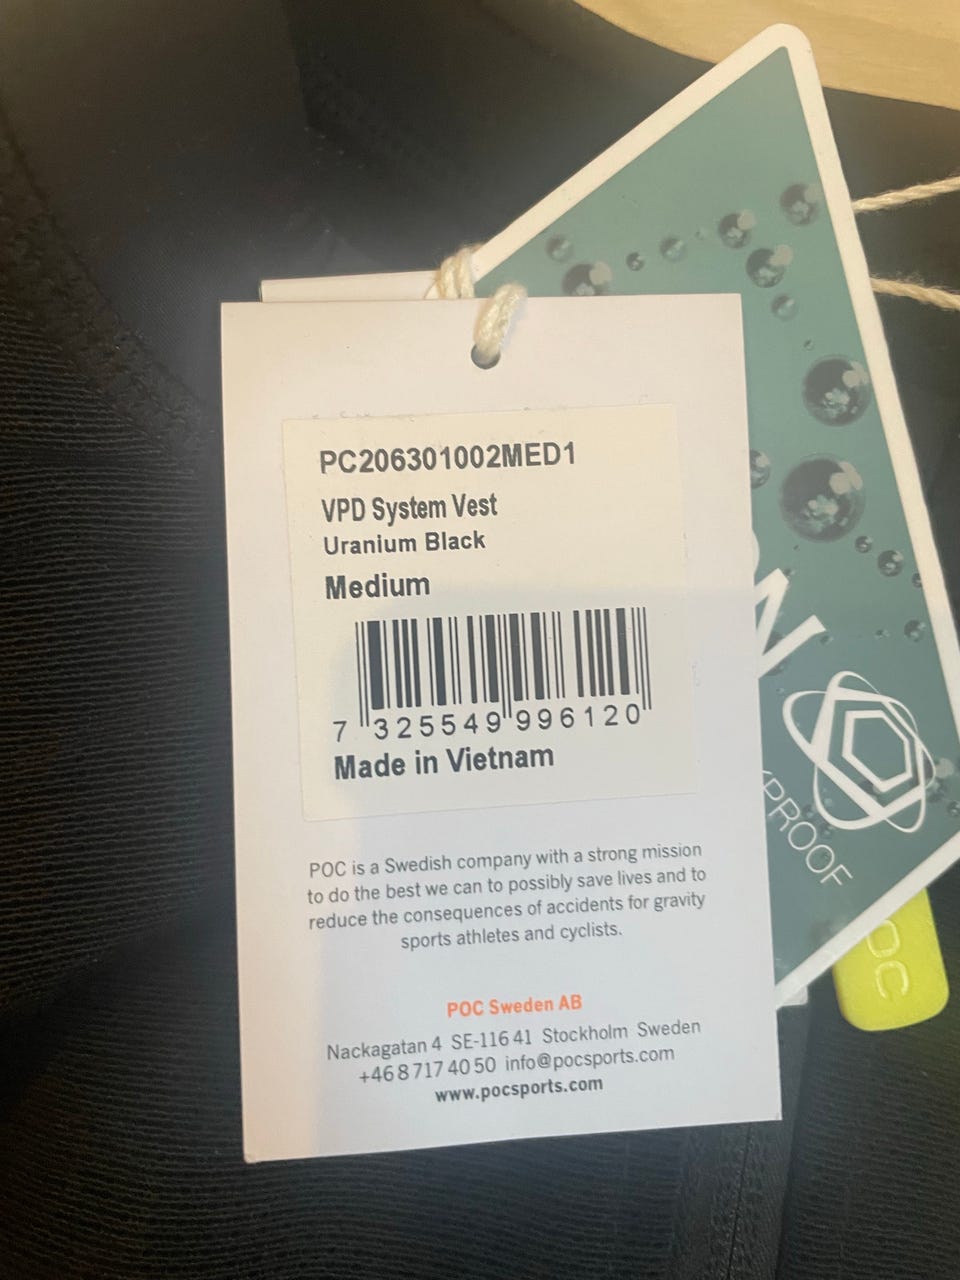 PC206301002MED1
VPD System Vest
Uranium Black
Medium
7 325549 996120
Made in Vietnam
POC is a Swedish company with a strong mission
to do the best we can to possibly save lives and to
reduce the consequences of accidents for gravity
sports athletes and cyclists.
POC Sweden AB
Nackagatan 4 SE-116 41 Stockholm Sweden
+46 8 717 40 50 info@pocsports.com
www.pocsports.com
PROOF
POC